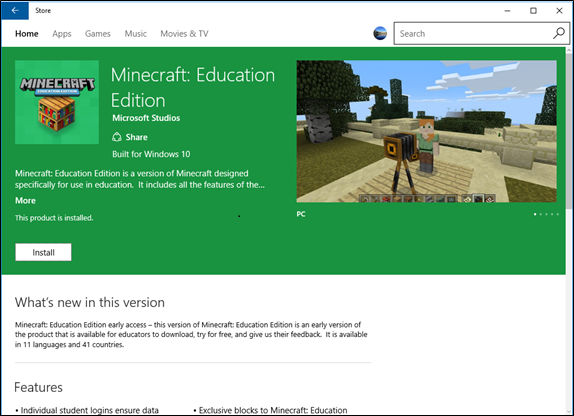 Store
Home Apps Games Music Movies & TV
Search
MINECRAFT
EDUCATION EDITION
Minecraft: Education
Edition
Microsoft Studios
Share
Built for Windows 10
Minecraft: Education Edition is a version of Minecraft designed
specifically for use in education.  It includes all the features of the...
More
This product is installed.
Install
PC
What's new in this version
Minecraft: Education Edition early access – this version of Minecraft: Education Edition is an early version of
the product that is available for educators to download, try for free, and give us their feedback.  It is available
in 11 languages and 41 countries.
Features
• Individual student logins ensure data
• Exclusive blocks to Minecraft: Education